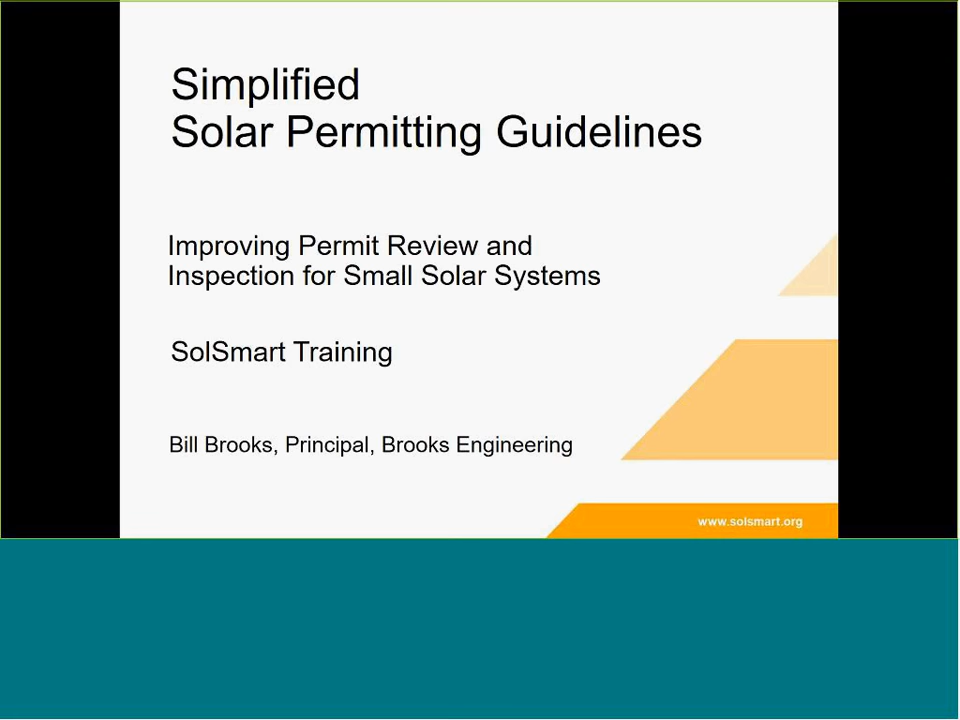 Simplified
Solar Permitting Guidelines
Improving Permit Review and
Inspection for Small Solar Systems
SolSmart Training
Bill Brooks, Principal, Brooks Engineering
www.solsmart.org